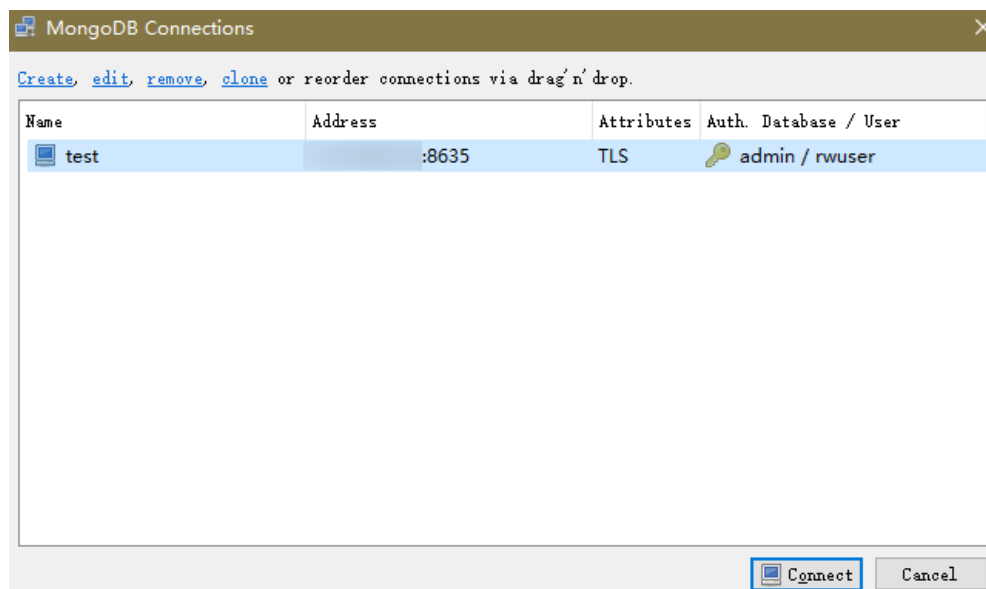 MongoDB Connections
Create, edit, remove, clone or reorder connections via drag'n'drop.
Name Address Attributes Auth. Database / User
test :8635 TLS admin / rwuser
Connect Cancel